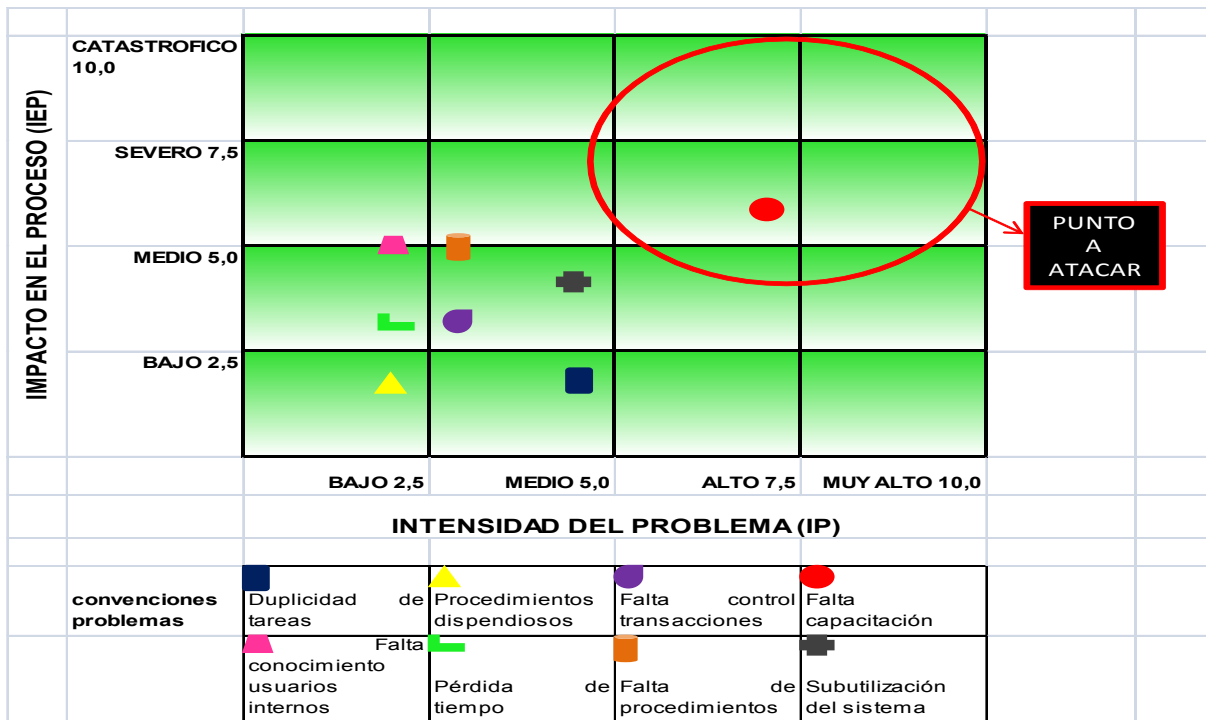 CATASTROFICO
10,0
SEVERO 7,5
MEDIO 5,0
BAJO 2,5
IMPACTO EN EL PROCESO (IEP)
PUNTO
A
ATACAR
BAJO 2,5 MEDIO 5,0 ALTO 7,5 MUY ALTO 10,0
INTENSIDAD DEL PROBLEMA (IP)
convenciones
problemas
Duplicidad de
tareas
Procedimientos
dispendiosos
Falta control
transacciones
Falta
capacitación
Falta
conocimiento
usuarios
internos
Pérdida de
tiempo
Falta de
procedimientos
Subutilización
del sistema